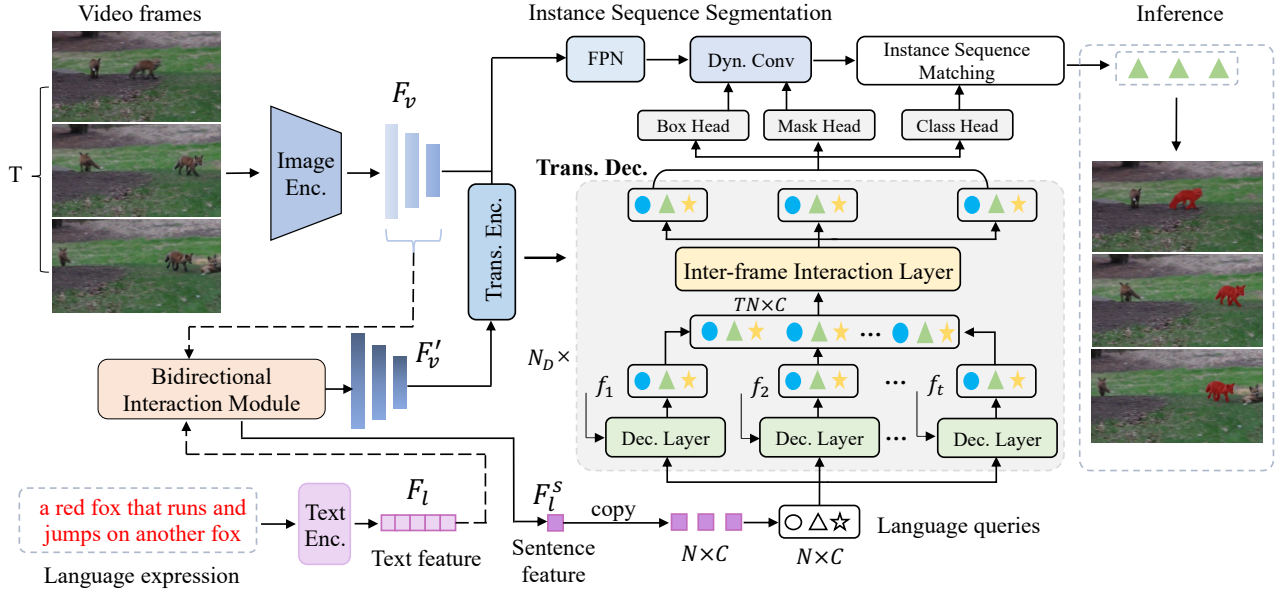 Video frames
Instance Sequence Segmentation
Inference
T
Image
Enc.
F_v
FPN
Dyn. Conv
Instance Sequence
Matching
Box Head
Mask Head
Class Head
Trans. Dec.
Trans. Enc.
Inter-frame Interaction Layer
TN×C
...
N_D ×
f_1
f_2
...
f_t
Dec. Layer
Dec. Layer
...
Dec. Layer
Bidirectional
Interaction Module
F'_v
a red fox that runs and
jumps on another fox
Language expression
Text
Enc.
F_l
Text feature
F_l^s
Sentence
feature
copy
N×C
N×C
Language queries